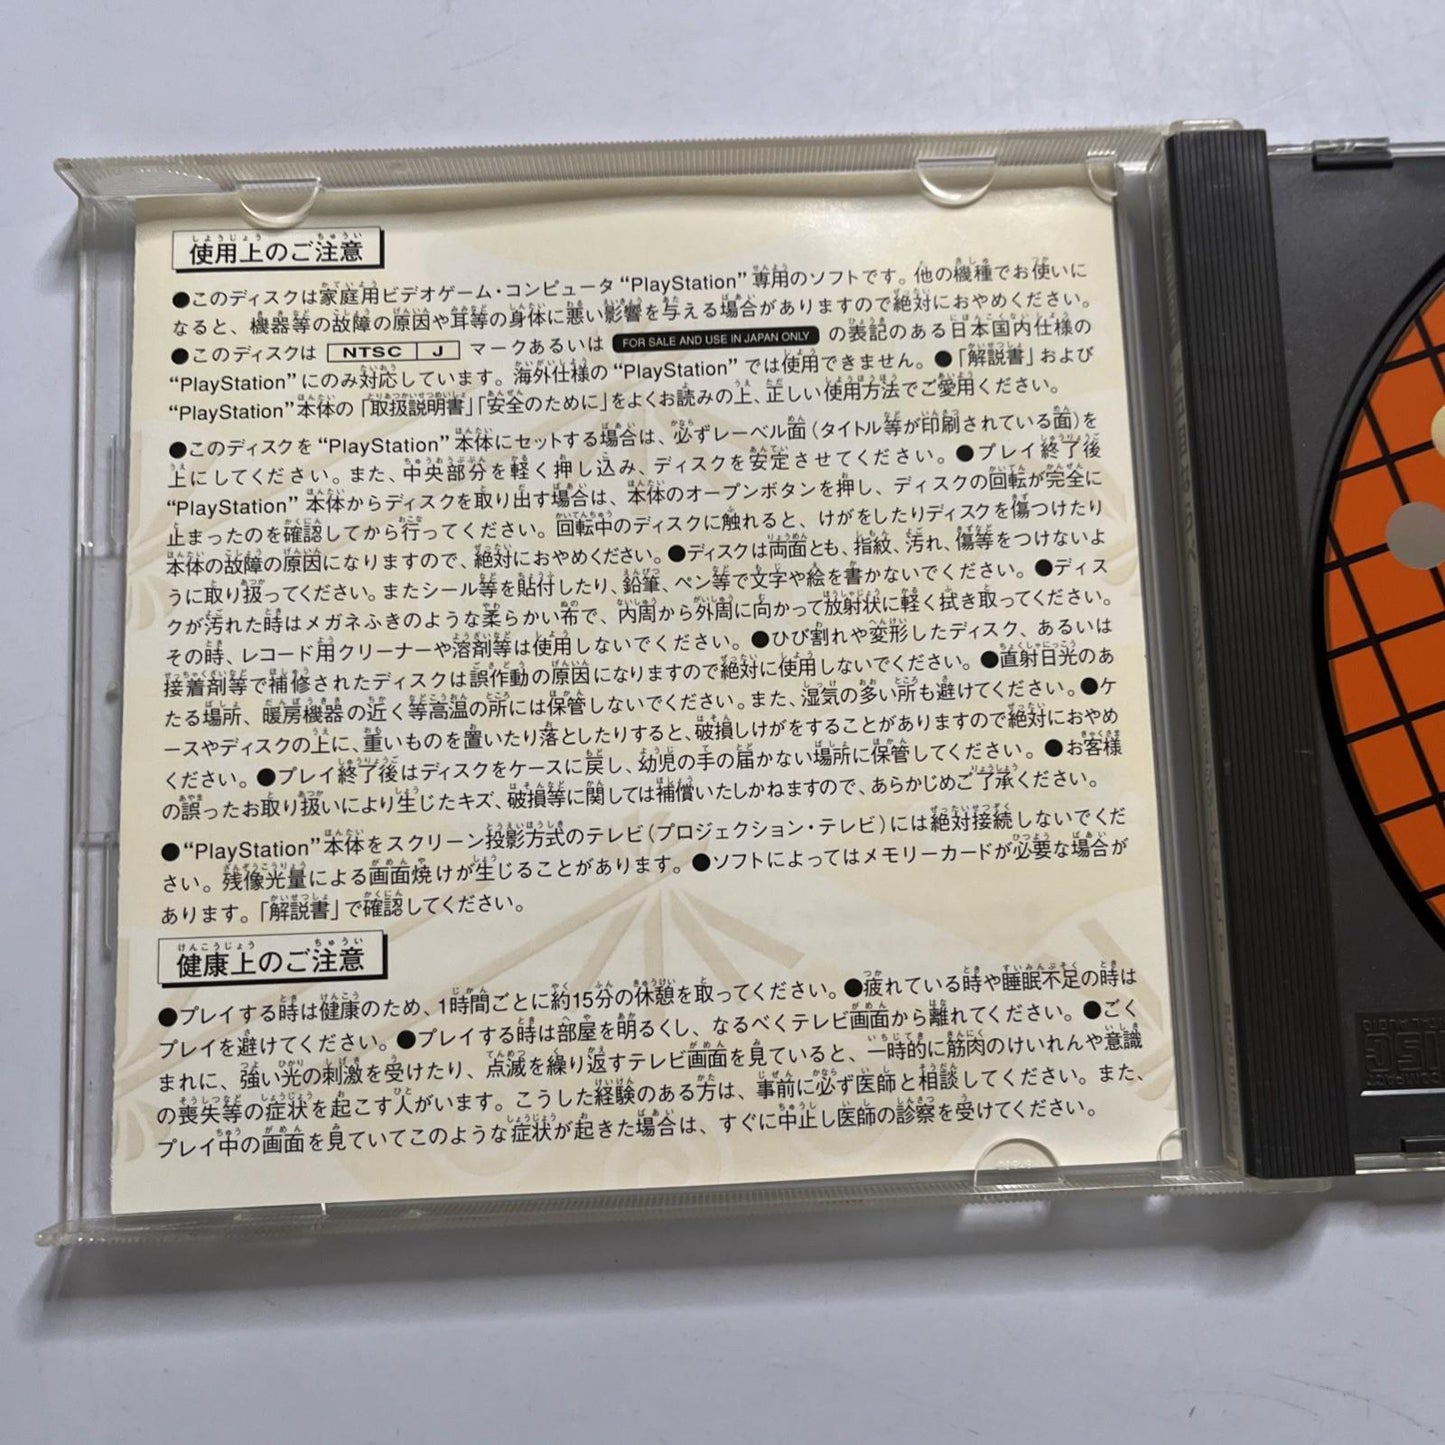 使用上のご注意
●このディスクは家庭用ビデオゲーム・コンピュータ“PlayStation”専用のソフトです。他の機種でお使いに
なると、機器等の故障の原因や耳等の身体に悪い影響を与える場合がありますので絶対におやめください。
●このディスクは NTSC J マークあるいは FOR SALE AND USE IN JAPAN ONLY の表記のある日本国内仕様の
“PlayStation”にのみ対応しています。海外仕様の“PlayStation”では使用できません。●「解説書」および
“PlayStation”本体の「取扱説明書」「安全のために」をよくお読みの上、正しい使用方法でご愛用ください。
●このディスクを“PlayStation”本体にセットする場合は、必ずレーベル面(タイトル等が印刷されている面)を
上にしてください。また、中央部分を軽く押し込み、ディスクを安定させてください。●プレイ終了後
“PlayStation”本体からディスクを取り出す場合は、本体のオープンボタンを押し、ディスクの回転が完全に
止まったのを確認してから行ってください。回転中のディスクに触れると、けがをしたりディスクを傷つけたり
本体の故障の原因になりますので、絶対におやめください。●ディスクは両面とも、指紋、汚れ、傷等をつけないよ
うに取り扱ってください。またシール等を貼付したり、鉛筆、ペン等で文字や絵を書かないでください。●ディス
クが汚れた時はメガネふきのような柔らかい布で、内周から外周に向かって放射状に軽く拭き取ってください。
その時、レコード用クリーナーや溶剤等は使用しないでください。●ひび割れや変形したディスク、あるいは
接着剤等で補修されたディスクは誤作動の原因になりますので絶対に使用しないでください。●直射日光のあ
たる場所、暖房機器の近く等高温の所には保管しないでください。また、湿気の多い所も避けてください。●ケ
ースやディスクの上に、重いものを置いたり落としたりすると、破損しけがをすることがありますので絶対におやめ
ください。●プレイ終了後はディスクをケースに戻し、幼児の手の届かない場所に保管してください。●お客様
の誤ったお取り扱いにより生じたキズ、破損等に関しては補償いたしかねますので、あらかじめご了承ください。
●“PlayStation”本体をスクリーン投影方式のテレビ(プロジェクション・テレビ)には絶対接続しないでくだ
さい。残像光量による画面焼けが生じることがあります。●ソフトによってはメモリーカードが必要な場合が
あります。「解説書」で確認してください。
健康上のご注意
●プレイする時は健康のため、1時間ごとに約15分の休憩を取ってください。●疲れている時や睡眠不足の時は
プレイを避けてください。●プレイする時は部屋を明るくし、なるべくテレビ画面から離れてください。●ごく
まれに、強い光の刺激を受けたり、点滅を繰り返すテレビ画面を見ていると、一時的に筋肉のけいれんや意識
の喪失等の症状を起こす人がいます。こうした経験のある方は、事前に必ず医師と相談してください。また、
プレイ中の画面を見ていてこのような症状が起きた場合は、すぐに中止し医師の診察を受けてください。